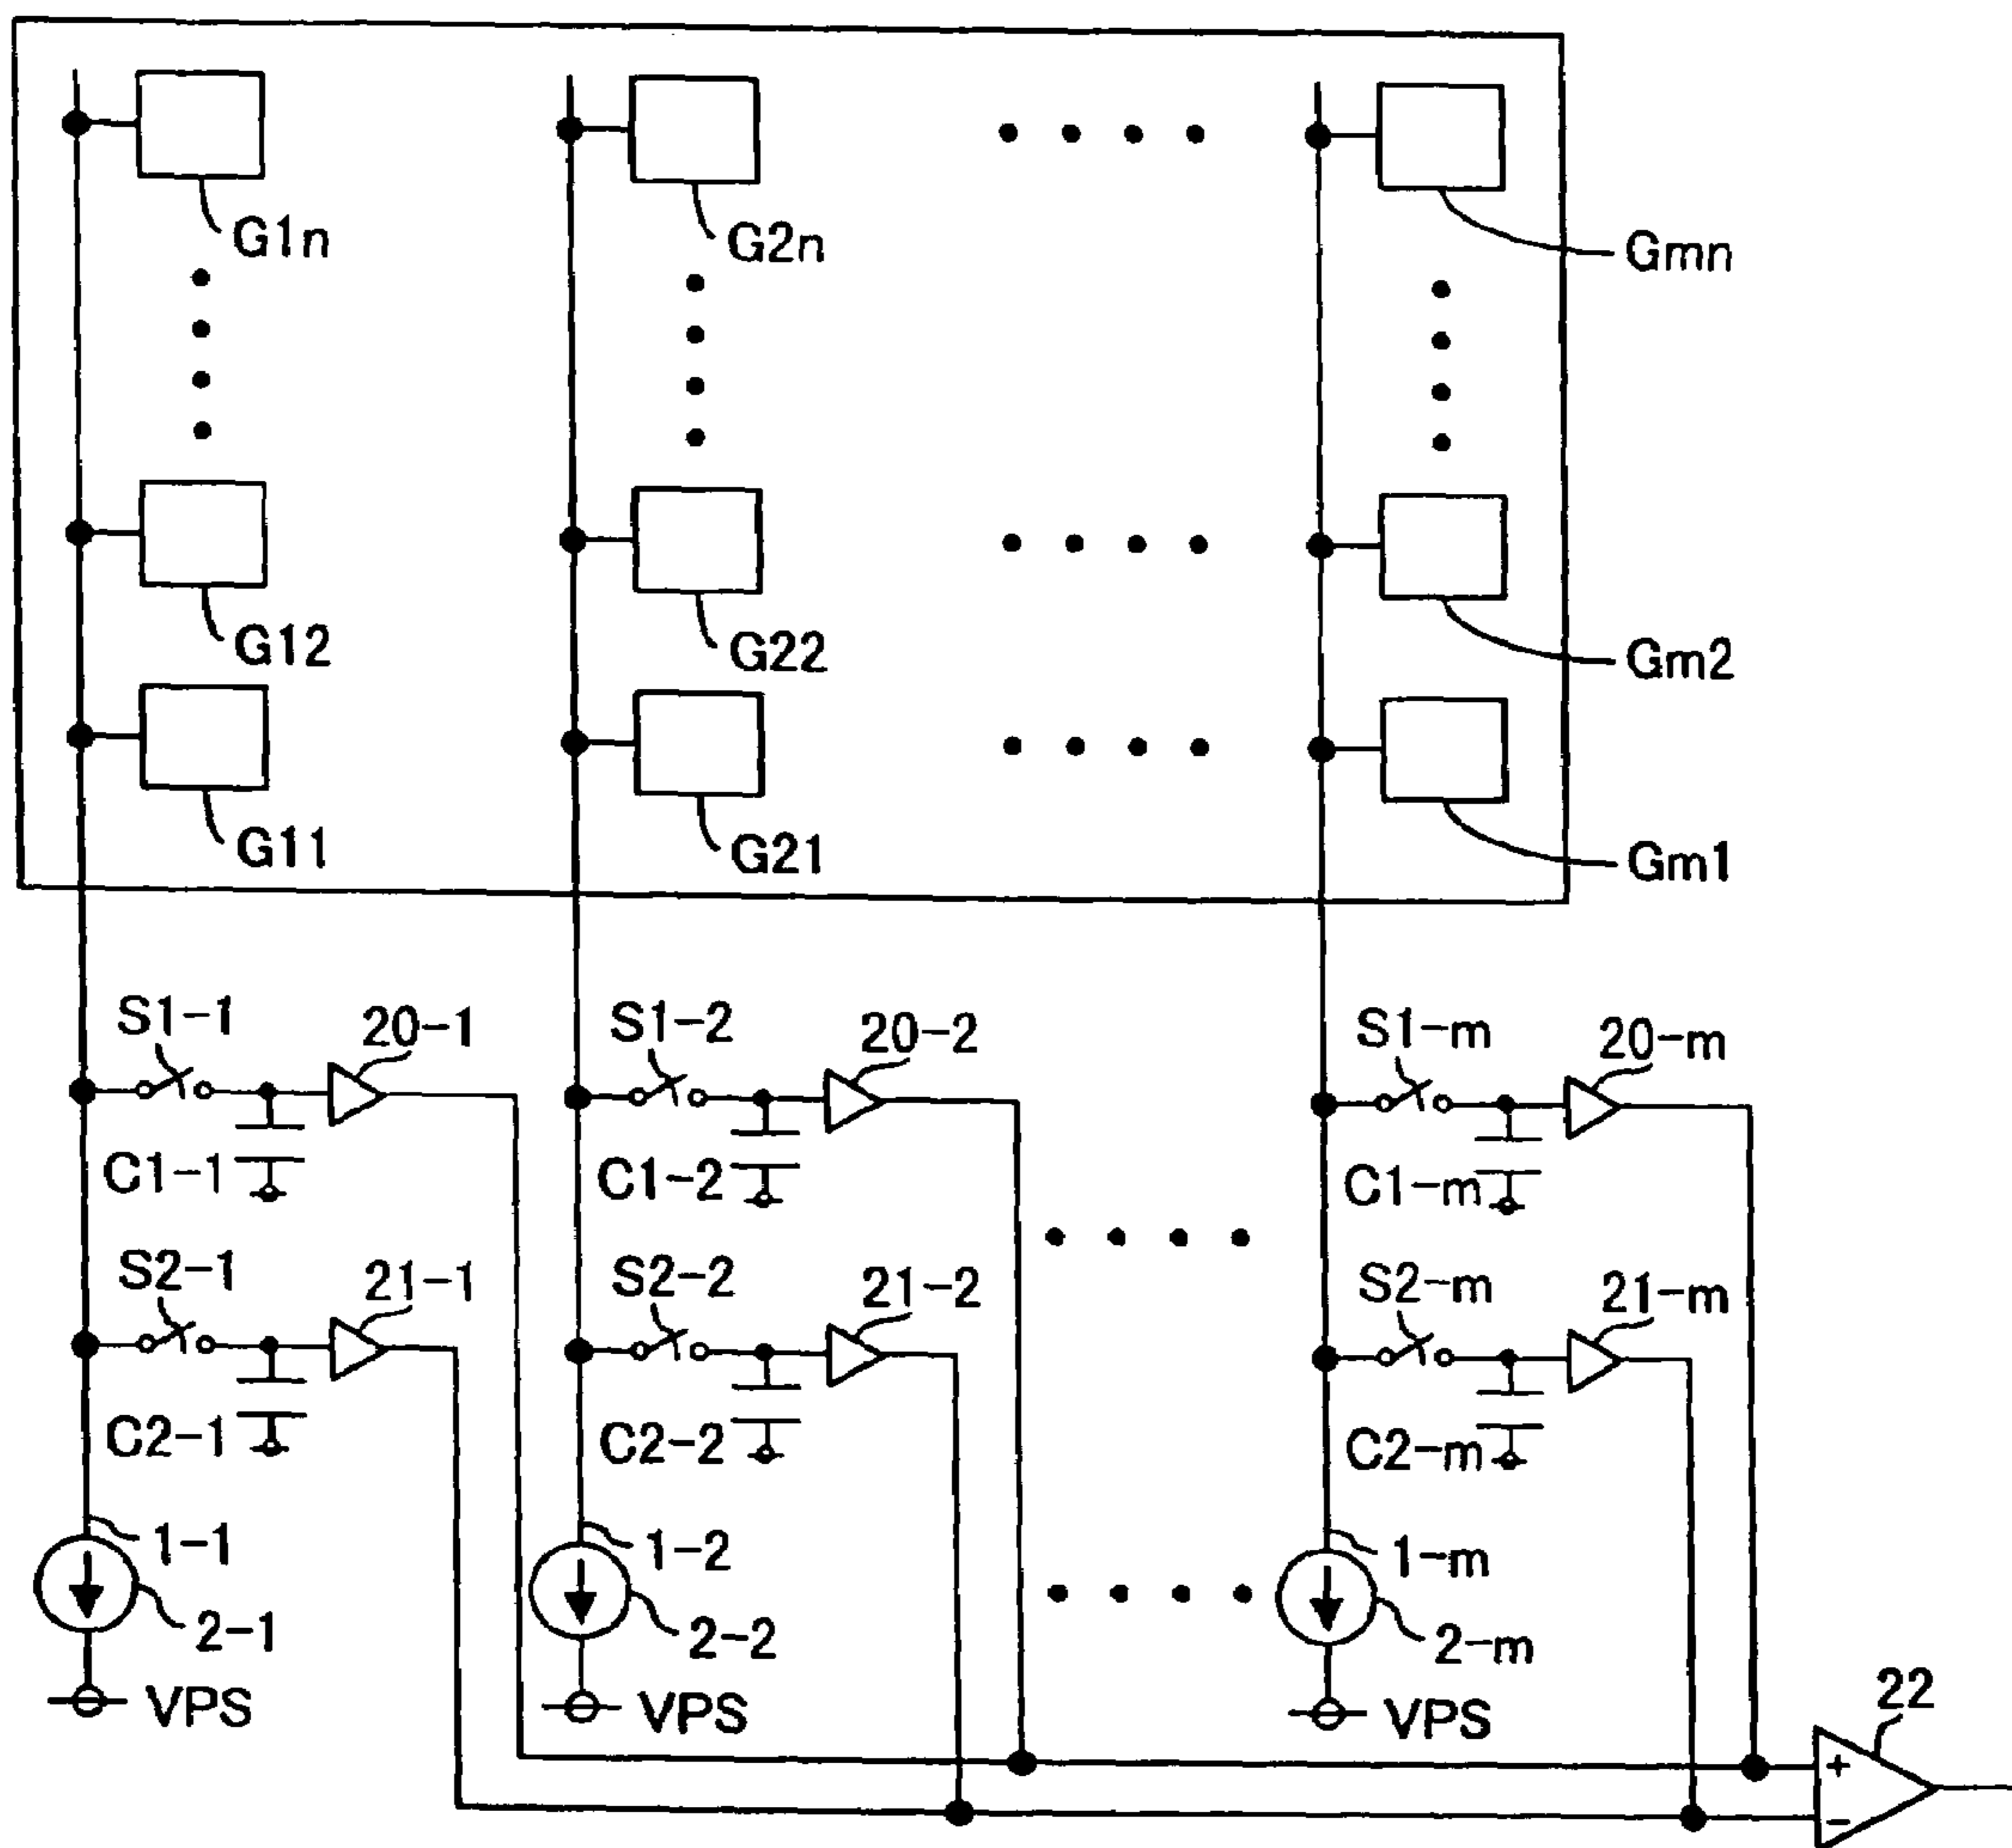 G1n G2n Gmn
G12 G22 Gm2
G11 G21 Gm1
S1-1 20-1 S1-2 20-2 S1-m 20-m
C1-1 C1-2 C1-m
S2-1 21-1 S2-2 21-2 S2-m 21-m
C2-1 C2-2 C2-m
1-1 1-2 1-m
2-1 2-2 2-m
VPS VPS VPS
22
+
−